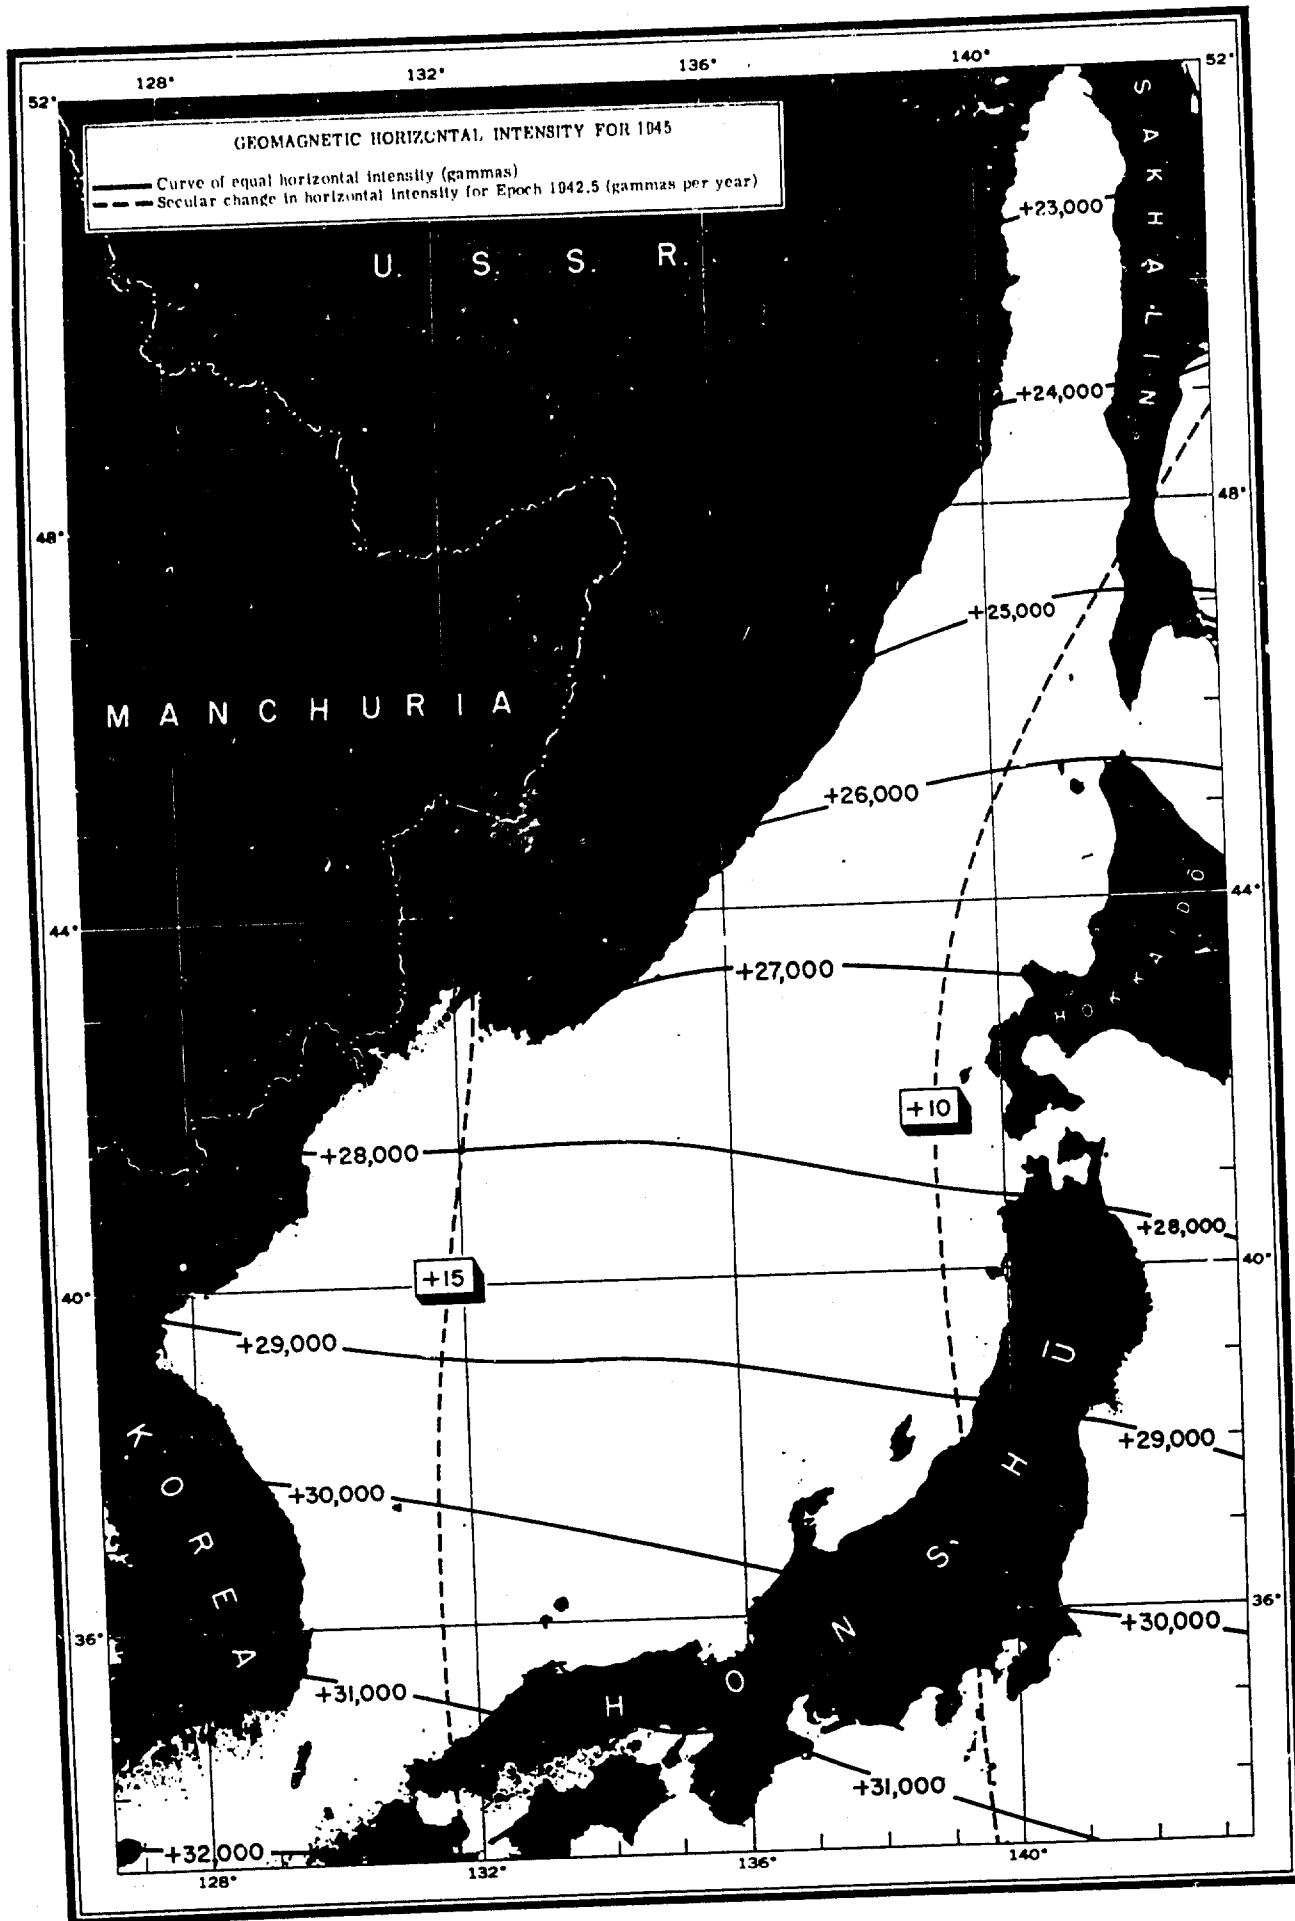 128° 132° 136° 140°
52° 52°
GEOMAGNETIC HORIZONTAL INTENSITY FOR 1945
Curve of equal horizontal intensity (gammas)
Secular change in horizontal intensity for Epoch 1942.5 (gammas per year)
SAKHALIN
+23,000
U. S. S. R.
+24,000
48° 48°
+25,000
MANCHURIA
+26,000
44° 44°
HOKKAIDŌ
+27,000
+10
+28,000
+28,000
+15
40° 40°
+29,000
+29,000
KOREA
+30,000
HONSHŪ
36° 36°
+30,000
+31,000
+31,000
+32,000
128° 132° 136° 140°